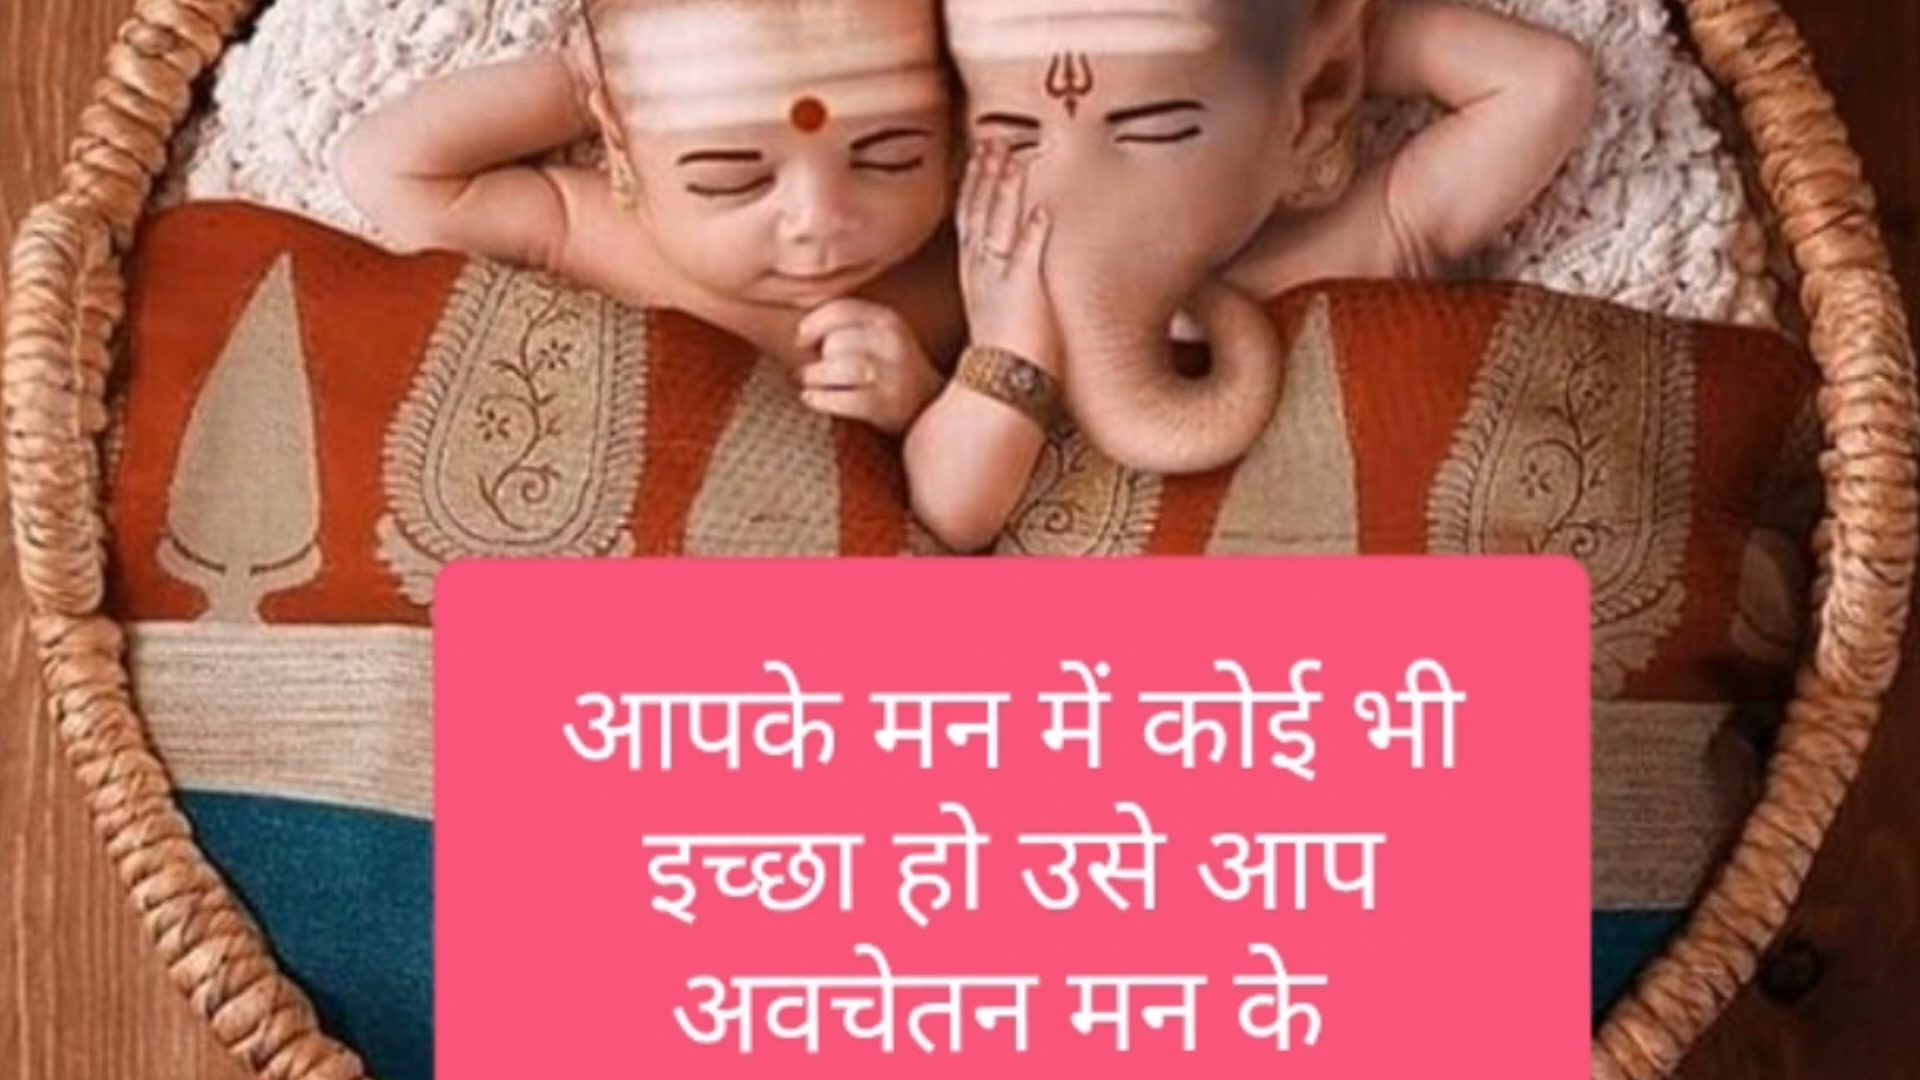 आपके मन में कोई भी
इच्छा हो उसे आप
अवचेतन मन के